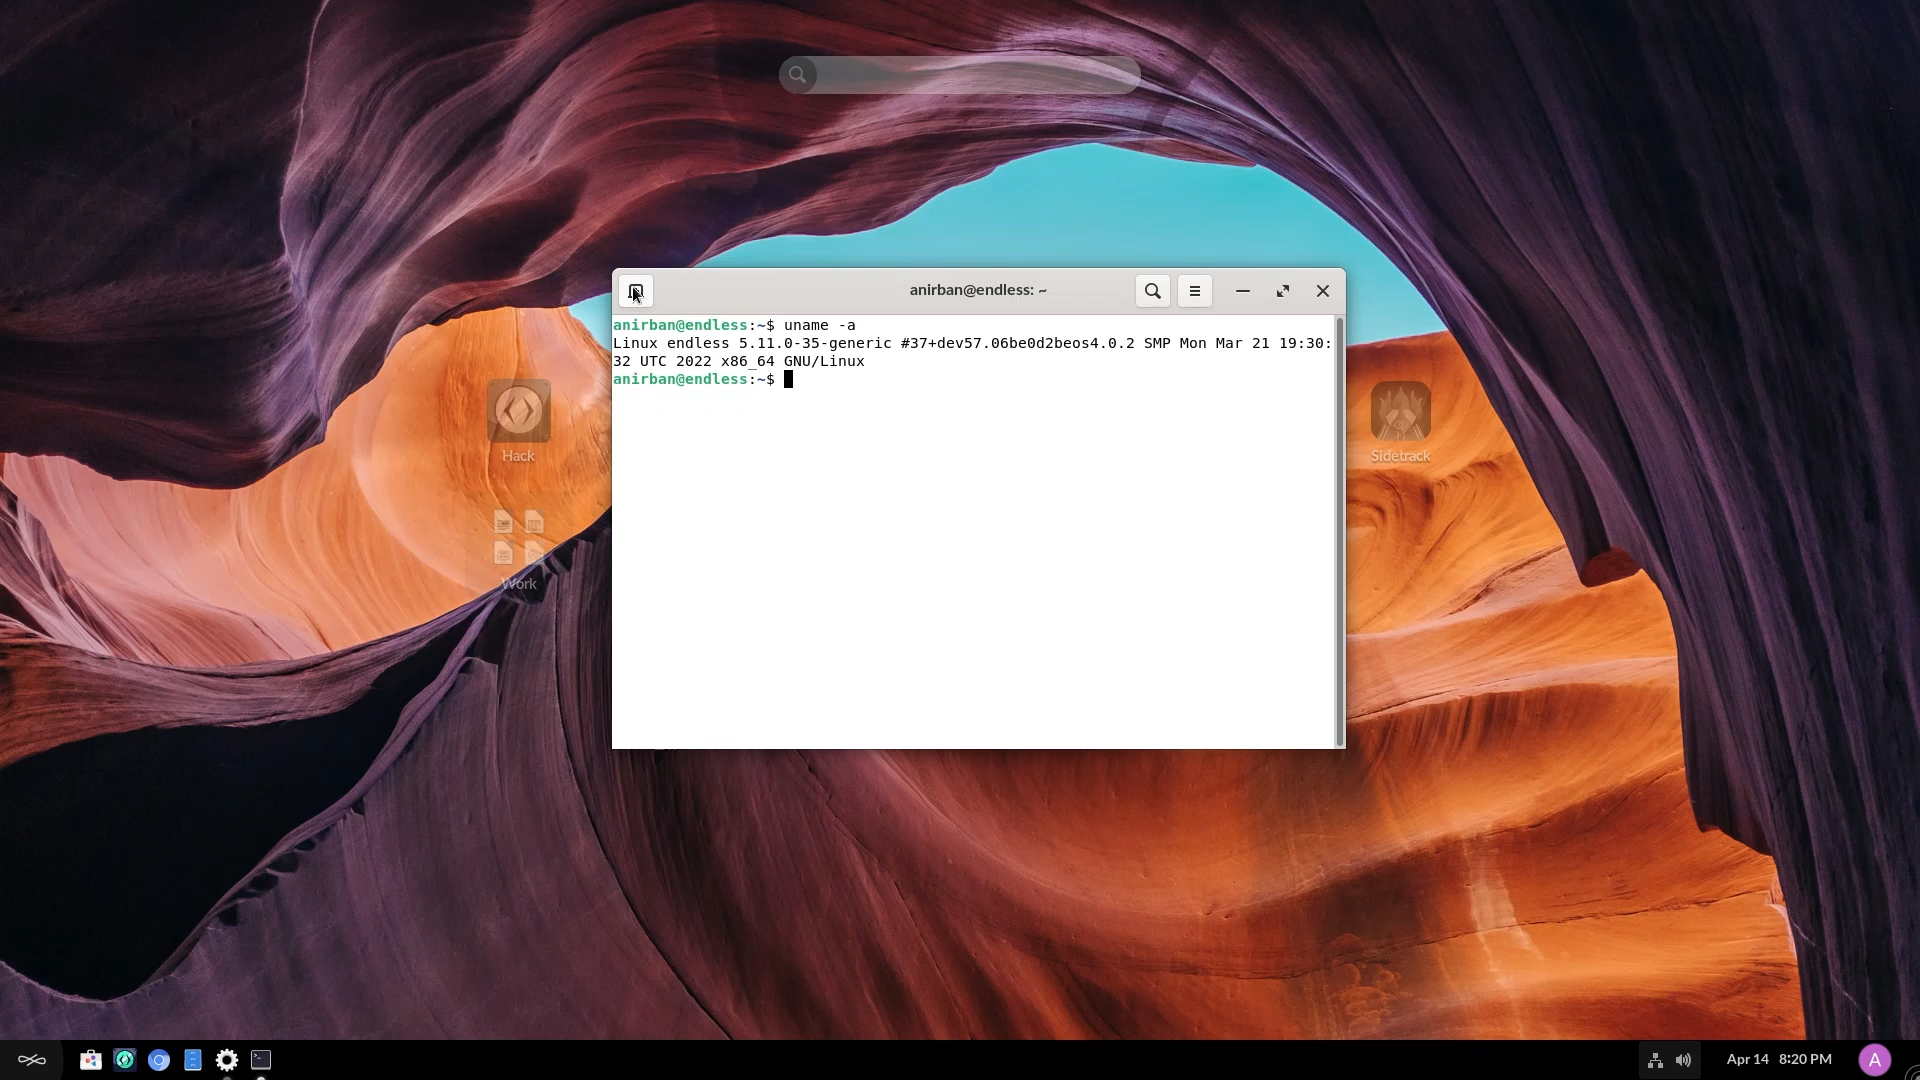 anirban@endless: ~
anirban@endless:~$ uname -a
Linux endless 5.11.0-35-generic #37+dev57.06be0d2beos4.0.2 SMP Mon Mar 21 19:30:
32 UTC 2022 x86_64 GNU/Linux
anirban@endless:~$
Hack
Sidetrack
Work
Apr 14 8:20 PM
A